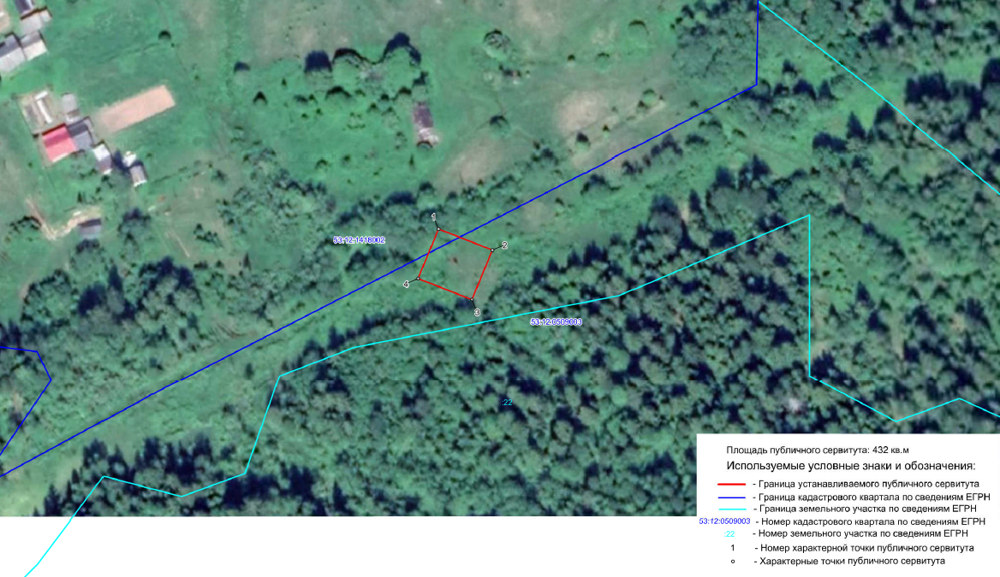 1
2
53:12:1418002
4
3
53:12:0509003
:22
Площадь публичного сервитута: 432 кв.м
Используемые условные знаки и обозначения:
- Граница устанавливаемого публичного сервитута
- Граница кадастрового квартала по сведениям ЕГРН
- Граница земельного участка по сведениям ЕГРН
53:12:0509003 - Номер кадастрового квартала по сведениям ЕГРН
:22 - Номер земельного участка по сведениям ЕГРН
1 - Номер характерной точки публичного сервитута
- Характерные точки публичного сервитута